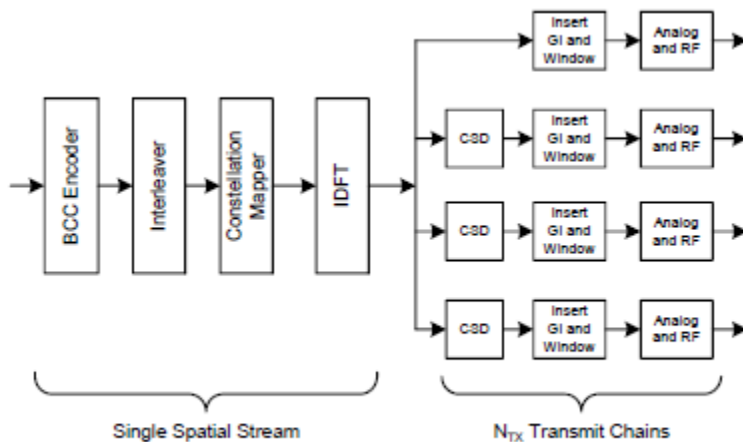 BCC Encoder
Interleaver
Constellation
Mapper
IDFT
Insert
GI and
Window
Analog
and RF
CSD
Insert
GI and
Window
Analog
and RF
CSD
Insert
GI and
Window
Analog
and RF
CSD
Insert
GI and
Window
Analog
and RF
Single Spatial Stream
NTX Transmit Chains